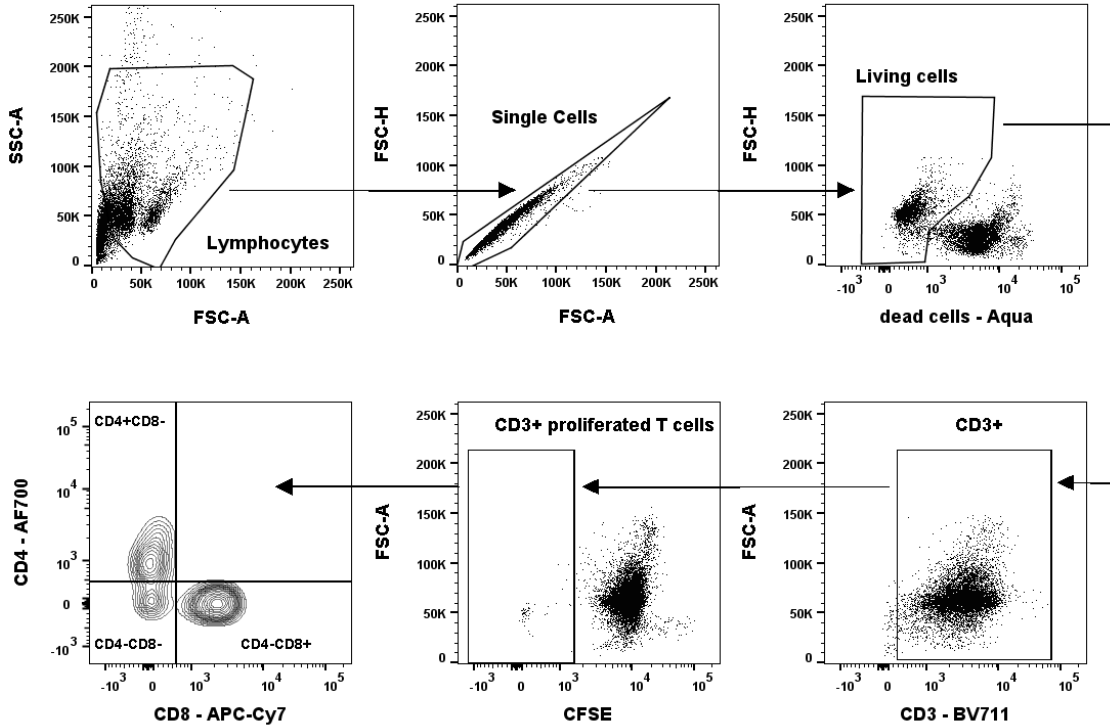 250K
200K
150K
100K
50K
0
SSC-A
Lymphocytes
0 50K 100K 150K 200K 250K
FSC-A
250K
200K
150K
100K
50K
0
FSC-H
Single Cells
0 50K 100K 150K 200K 250K
FSC-A
250K
200K
150K
100K
50K
0
FSC-H
Living cells
-10³ 0 10³ 10⁴ 10⁵
dead cells - Aqua
10⁵
10⁴
10³
0
-10³
CD4 - AF700
CD4+CD8-
CD4-CD8- CD4-CD8+
-10³ 0 10³ 10⁴ 10⁵
CD8 - APC-Cy7
250K
200K
150K
100K
50K
0
FSC-A
CD3+ proliferated T cells
-10³ 0 10³ 10⁴ 10⁵
CFSE
250K
200K
150K
100K
50K
0
FSC-A
CD3+
-10³ 0 10³ 10⁴ 10⁵
CD3 - BV711